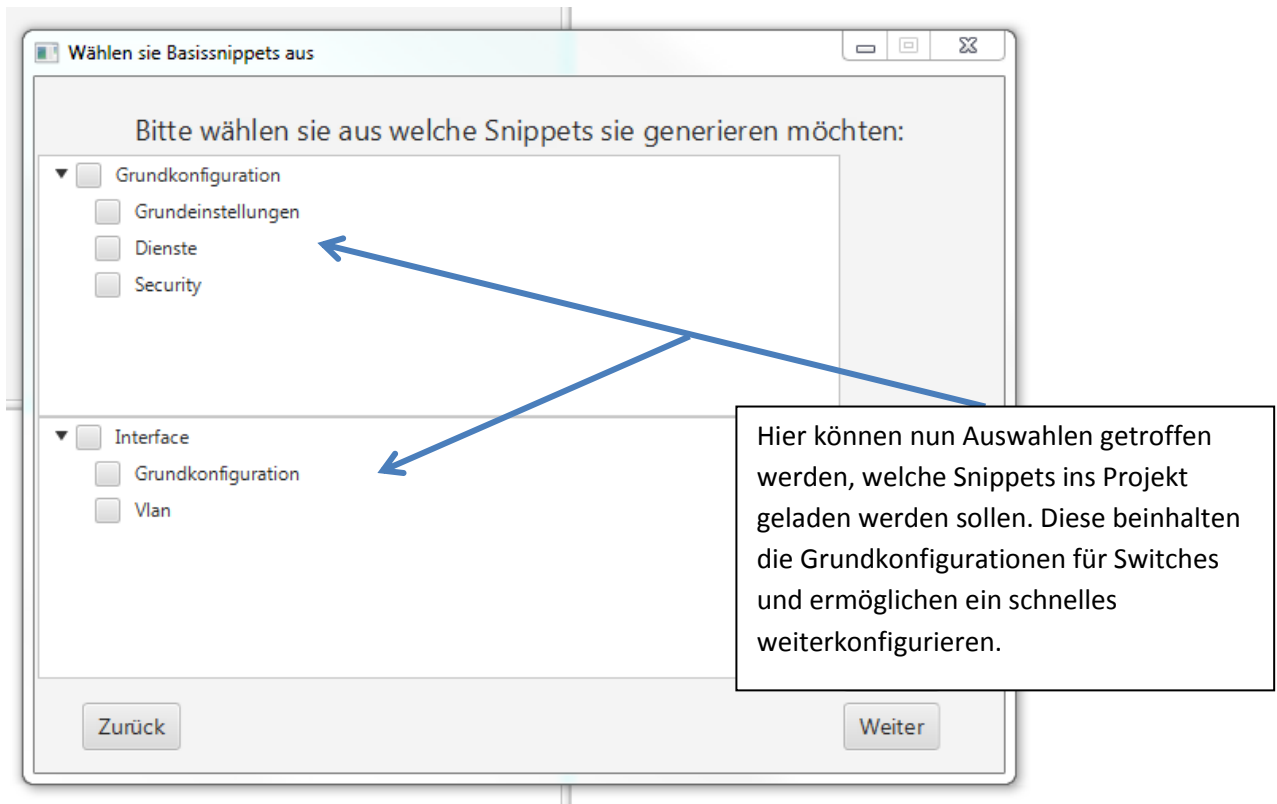 Wählen sie Basissnippets aus
Bitte wählen sie aus welche Snippets sie generieren möchten:
Grundkonfiguration
Grundeinstellungen
Dienste
Security
Interface
Grundkonfiguration
Vlan
Hier können nun Auswahlen getroffen
werden, welche Snippets ins Projekt
geladen werden sollen. Diese beinhalten
die Grundkonfigurationen für Switches
und ermöglichen ein schnelles
weiterkonfigurieren.
Zurück
Weiter